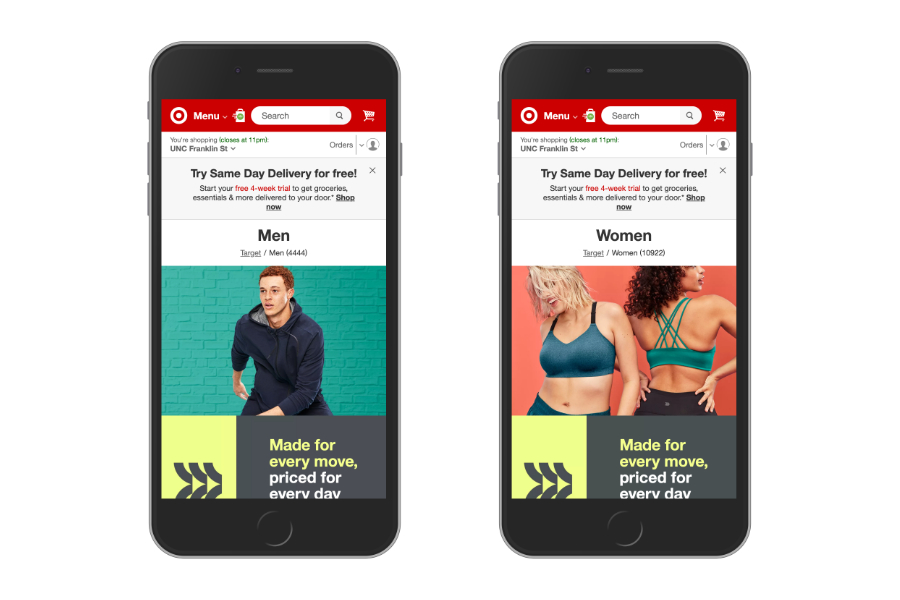 Menu
Search
You're shopping (closes at 11pm):
UNC Franklin St
Orders
Try Same Day Delivery for free!
Start your free 4-week trial to get groceries,
essentials & more delivered to your door.* Shop
now
Men
Target / Men (4444)
Made for
every move,
priced for
every day
Menu
Search
You're shopping (closes at 11pm):
UNC Franklin St
Orders
Try Same Day Delivery for free!
Start your free 4-week trial to get groceries,
essentials & more delivered to your door.* Shop
now
Women
Target / Women (10922)
Made for
every move,
priced for
every day